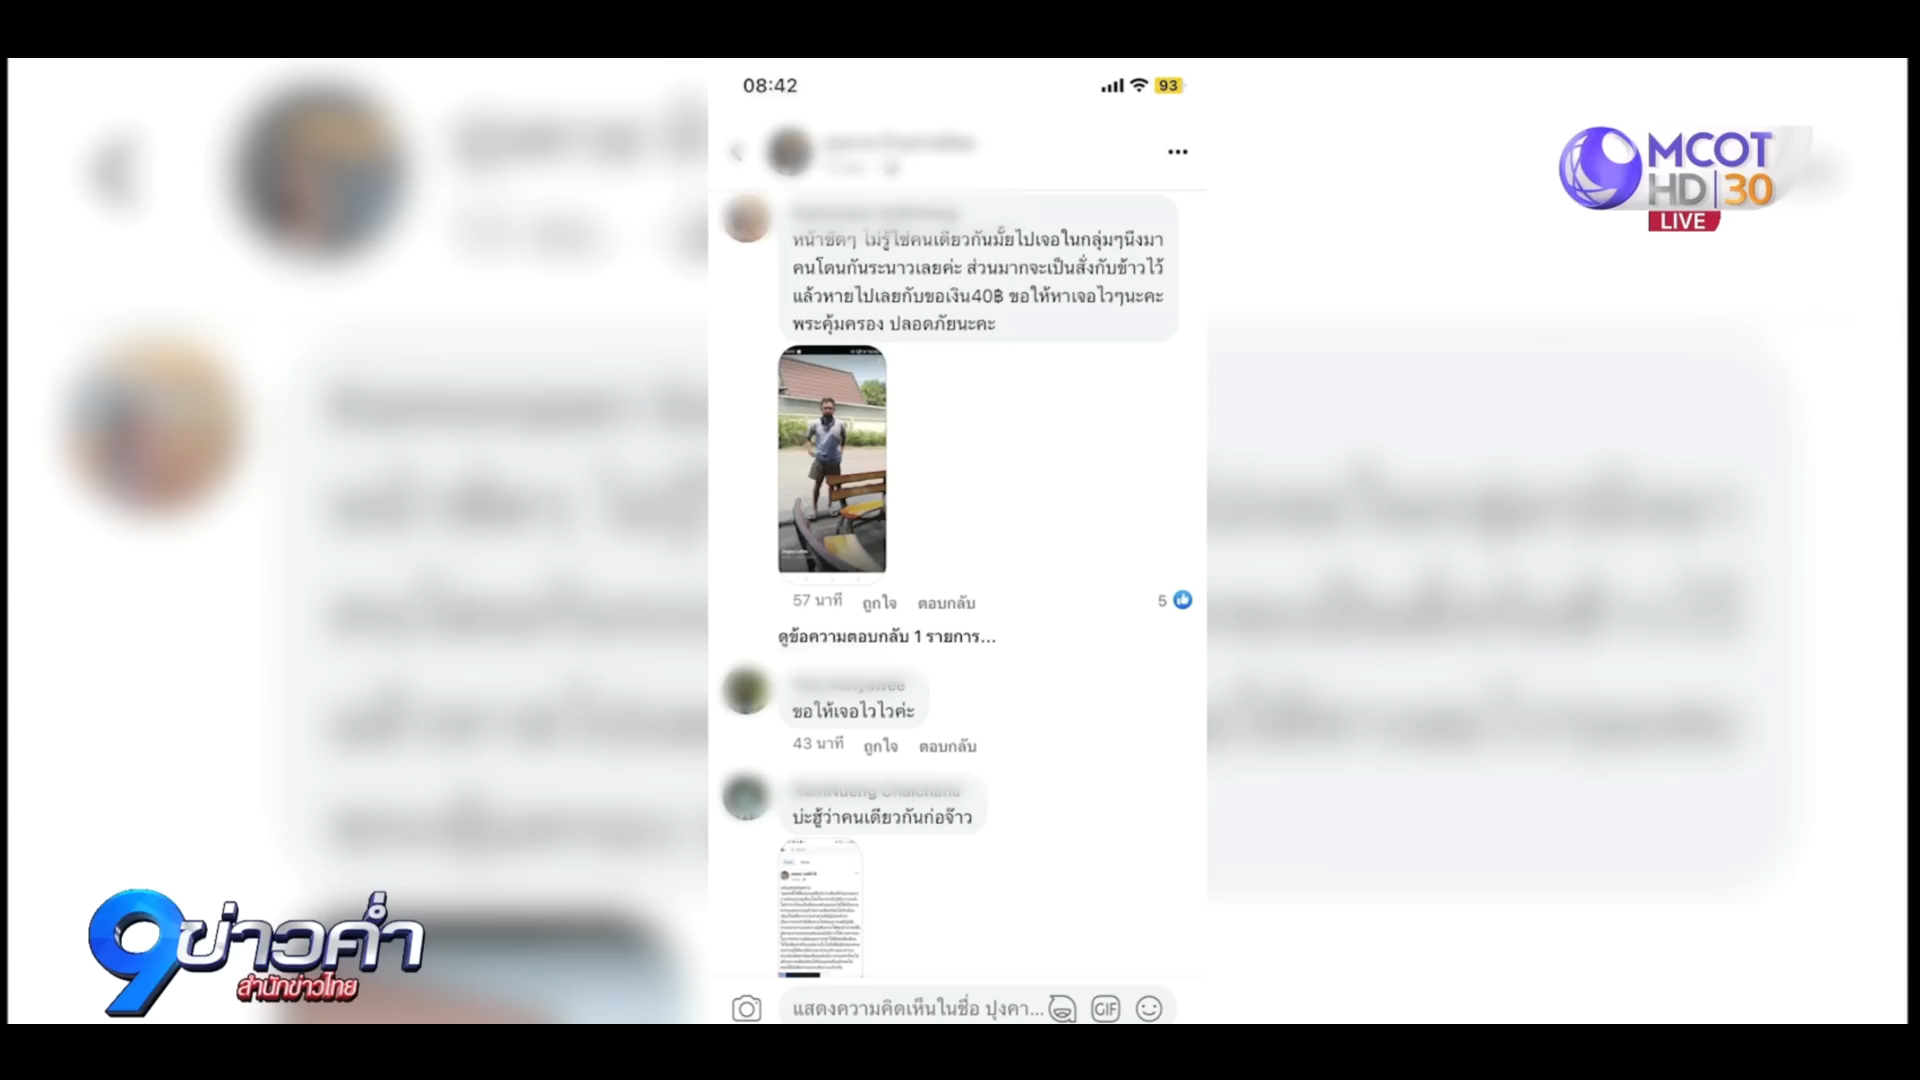 08:42
93
MCOT
HD 30
LIVE
หน้าชัดๆ ไม่รู้ใช่คนเดียวกันมั้ยไปเจอในกลุ่มๆนึงมา
คนโดนกันระนาวเลยค่ะ ส่วนมากจะเป็นสั่งกับข้าวไว้
แล้วหายไปเลยกับขอเงิน40฿ ขอให้หาเจอไวๆนะคะ
พระคุ้มครอง ปลอดภัยนะคะ
57 นาที ถูกใจ ตอบกลับ 5
ดูข้อความตอบกลับ 1 รายการ...
ขอให้เจอไวไวค่ะ
43 นาที ถูกใจ ตอบกลับ
บ่ะฮู้ว่าคนเดียวกันก่อจ๊าว
แสดงความคิดเห็นในชื่อ ปุงคา...
GIF
9ข่าวค่ำ
สำนักข่าวไทย